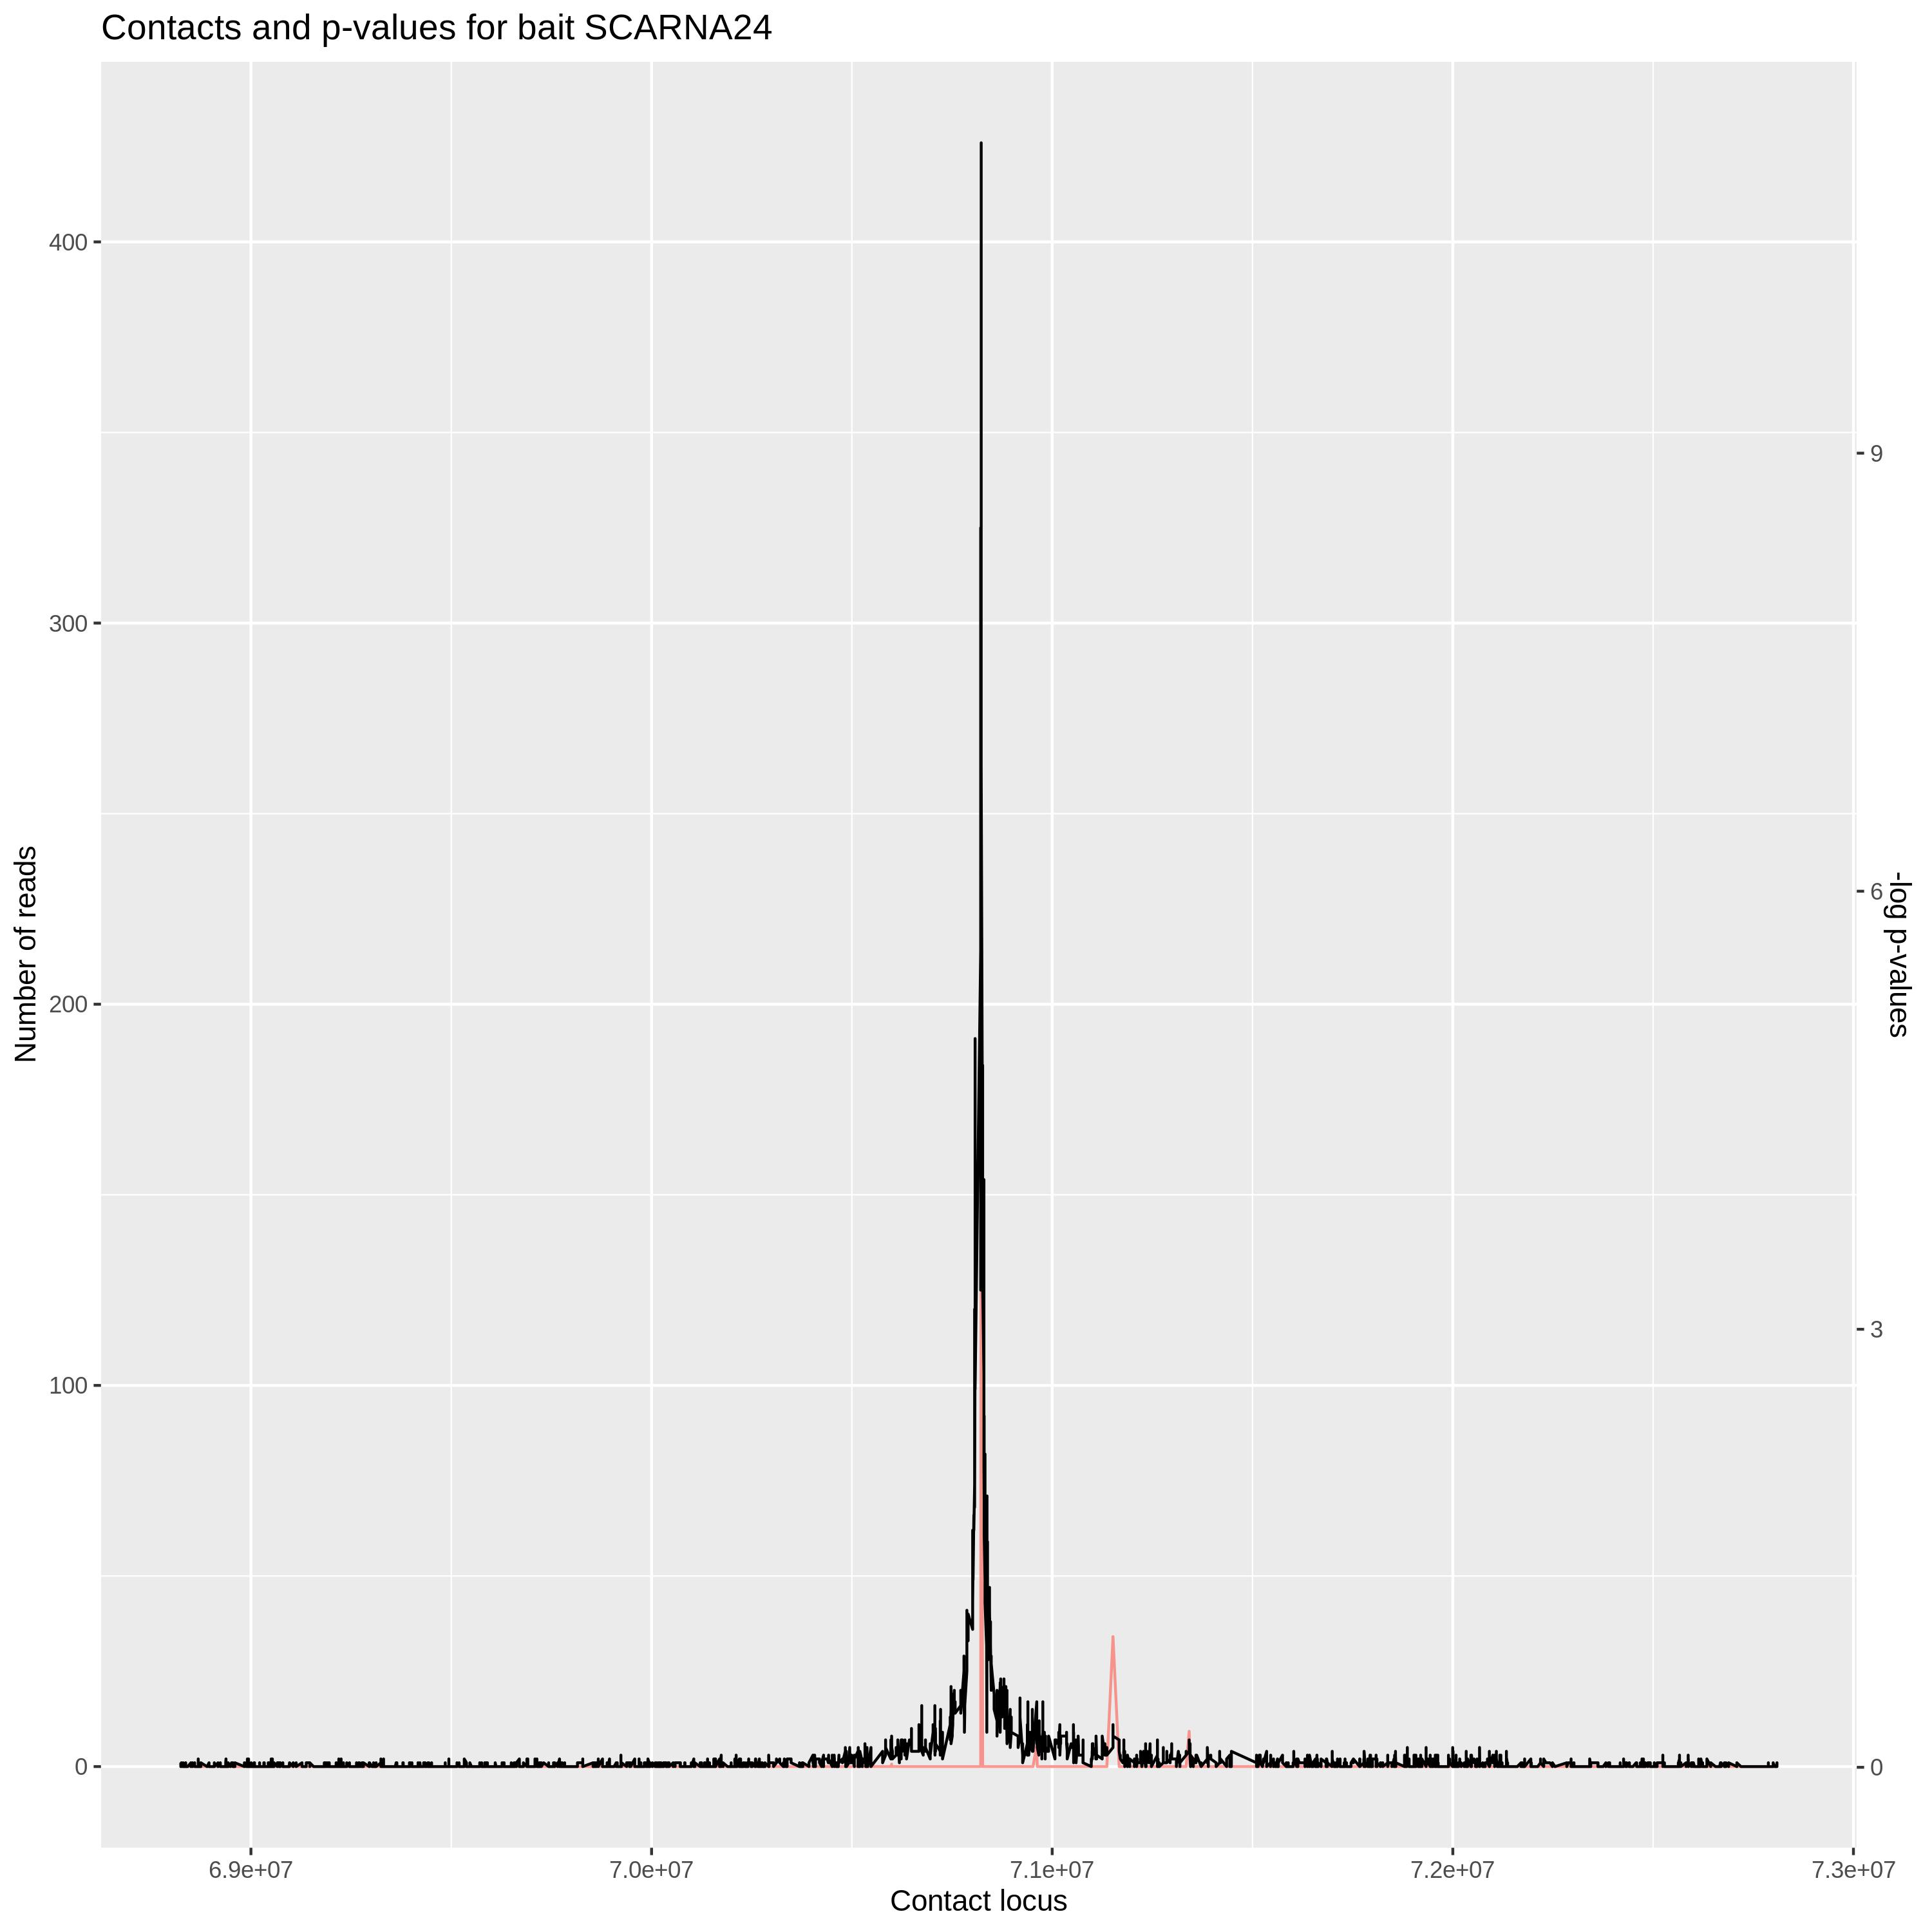 Contacts and p-values for bait SCARNA24
400
300
200
100
0
Number of reads
9
6
3
0
-log p-values
6.9e+07 7.0e+07 7.1e+07 7.2e+07 7.3e+07
Contact locus